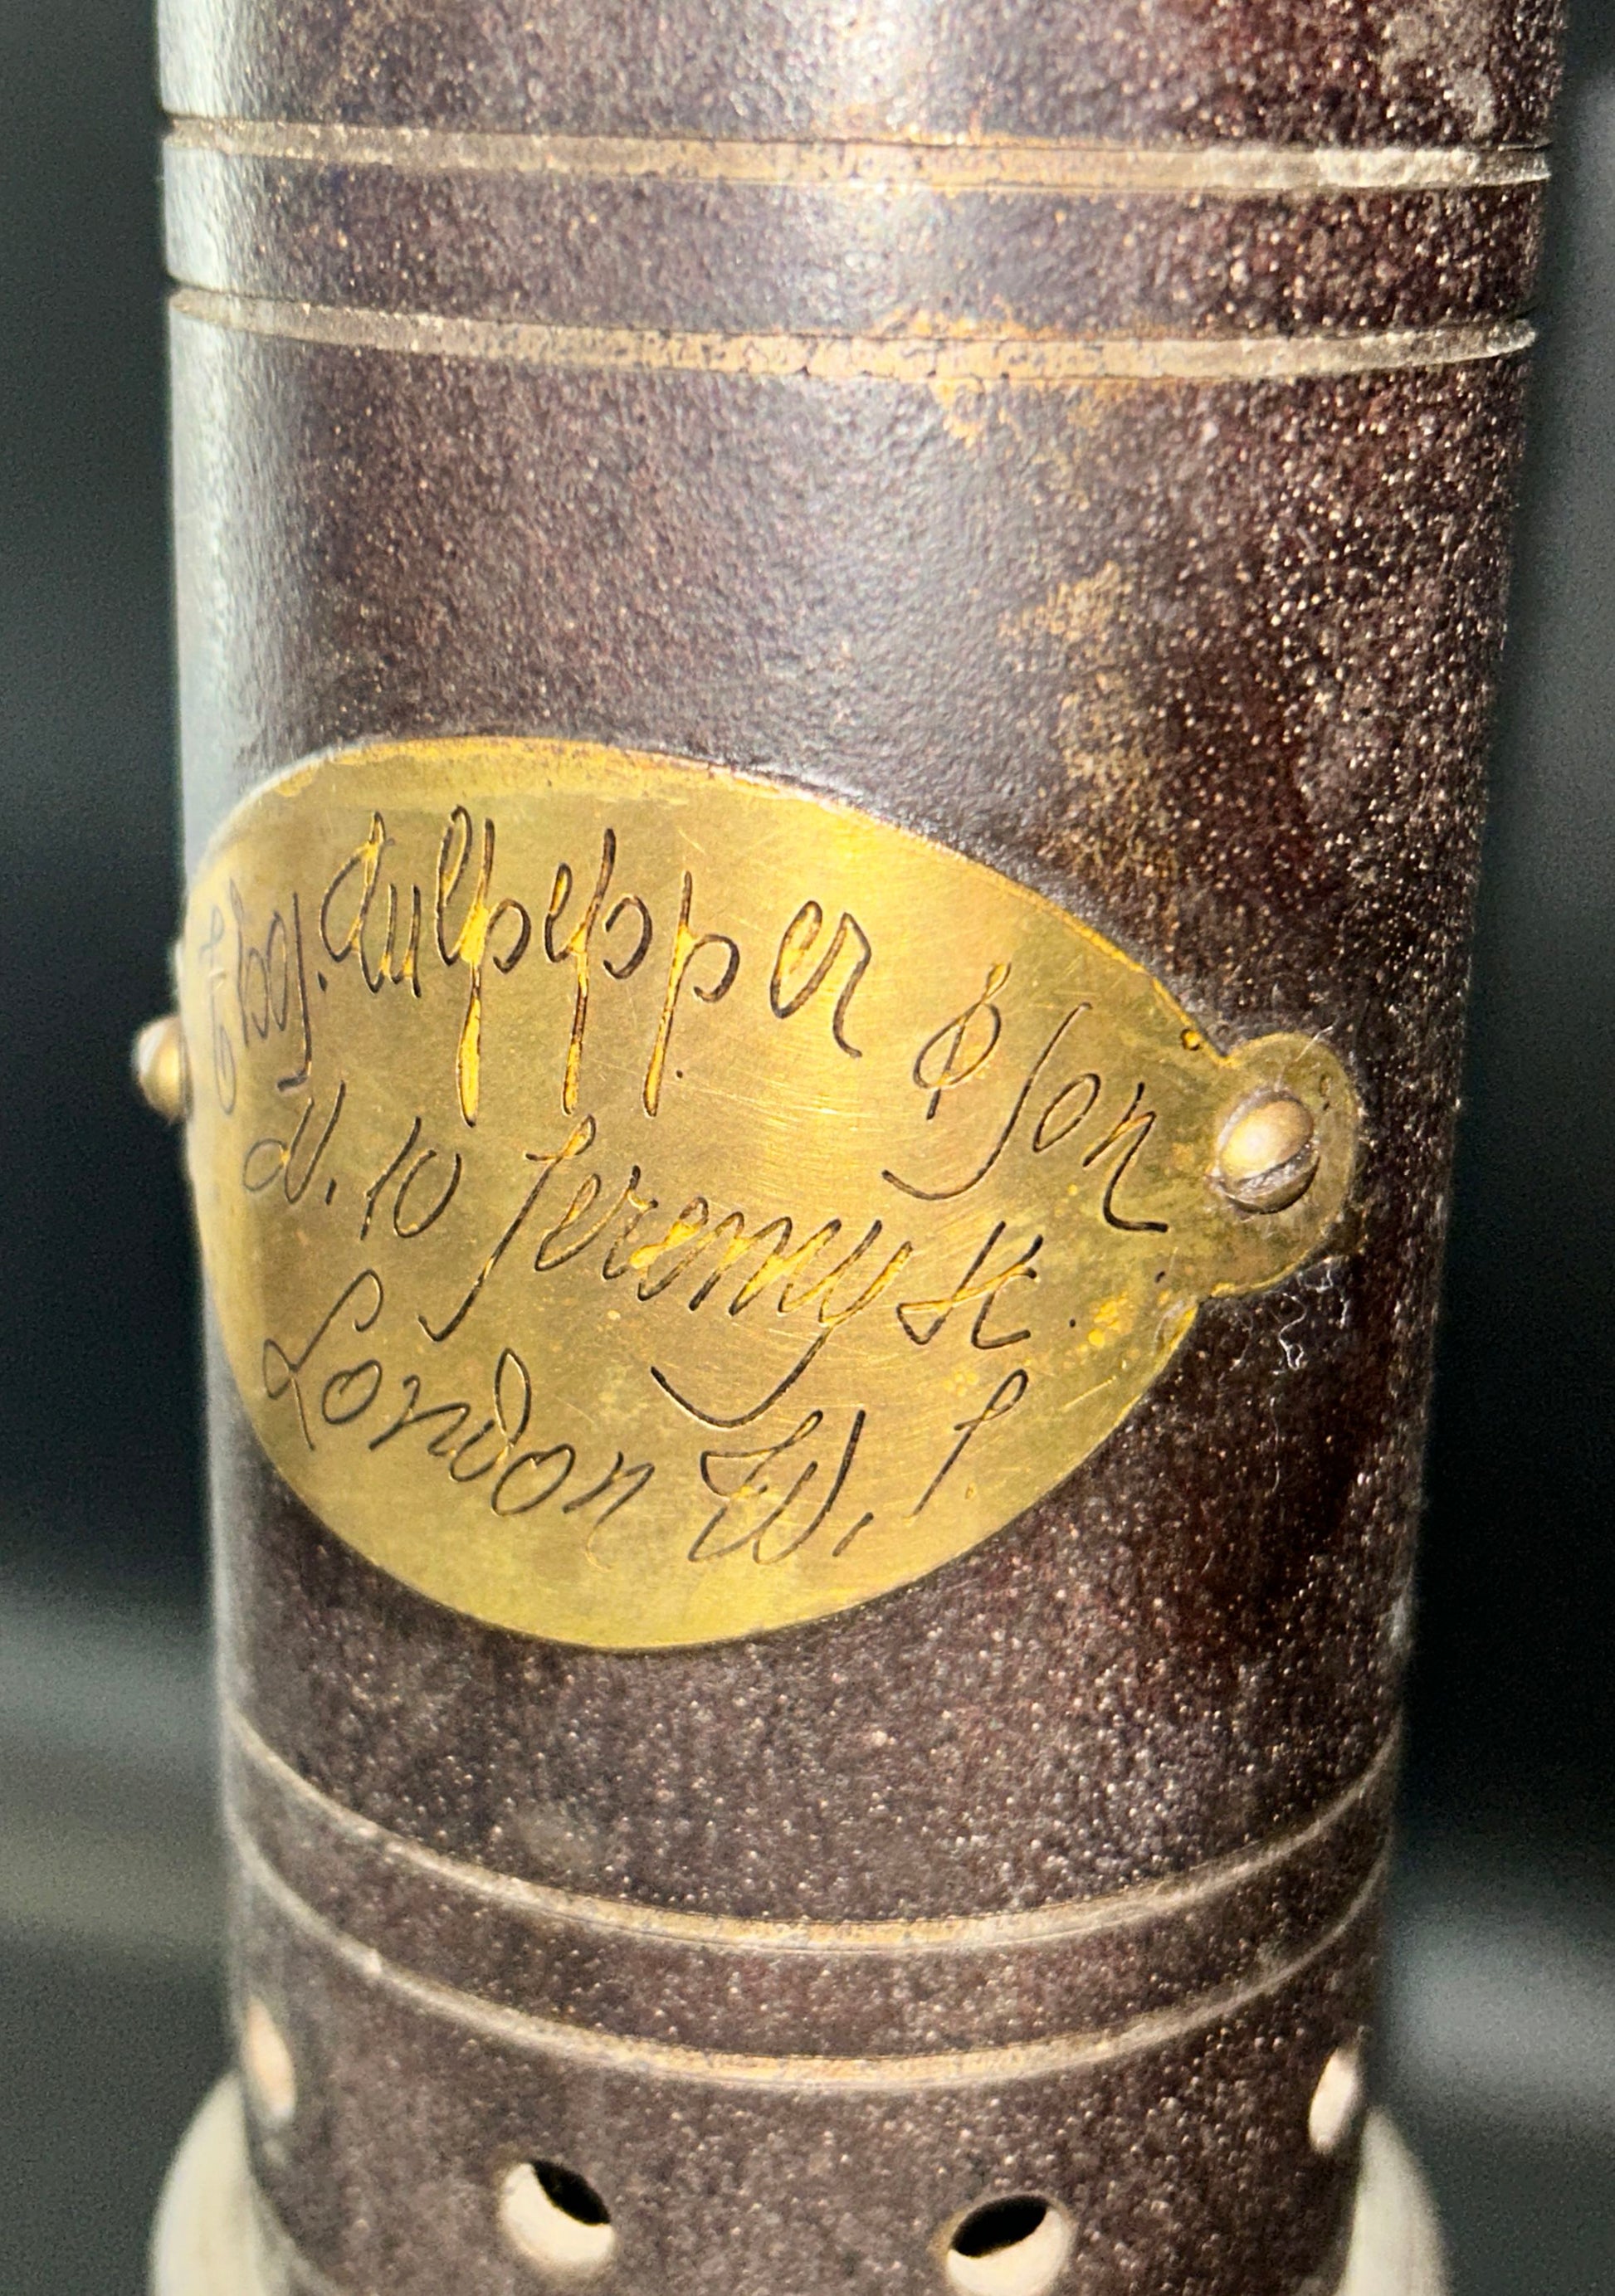 Culpepper & Son
N. 10 Jeremy St.
London W. 1